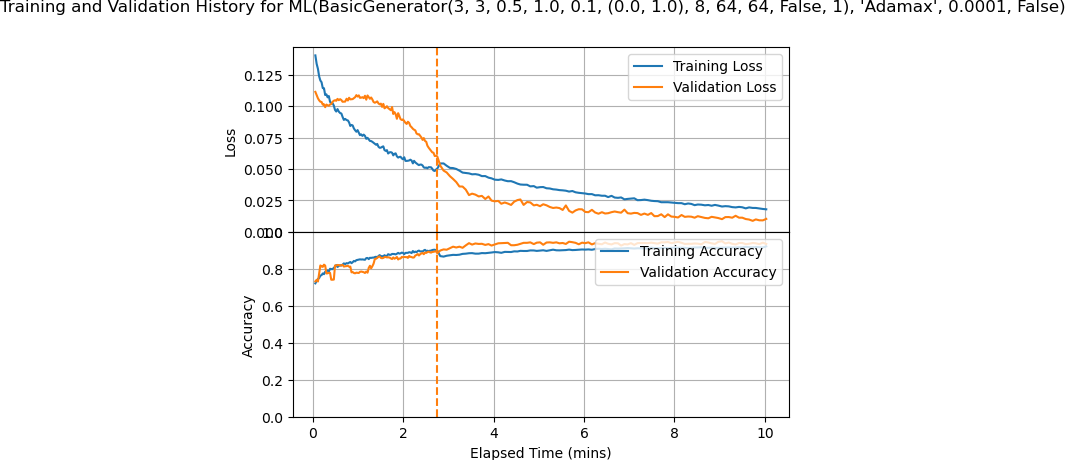 Training and Validation History for ML(BasicGenerator(3, 3, 0.5, 1.0, 0.1, (0.0, 1.0), 8, 64, 64, False, 1), 'Adamax', 0.0001, False)
Training Loss
Validation Loss
0.125
0.100
0.075
0.050
0.025
0.000
Loss
1.0
Training Accuracy
Validation Accuracy
0.8
0.6
0.4
0.2
0.0
Accuracy
0 2 4 6 8 10
Elapsed Time (mins)